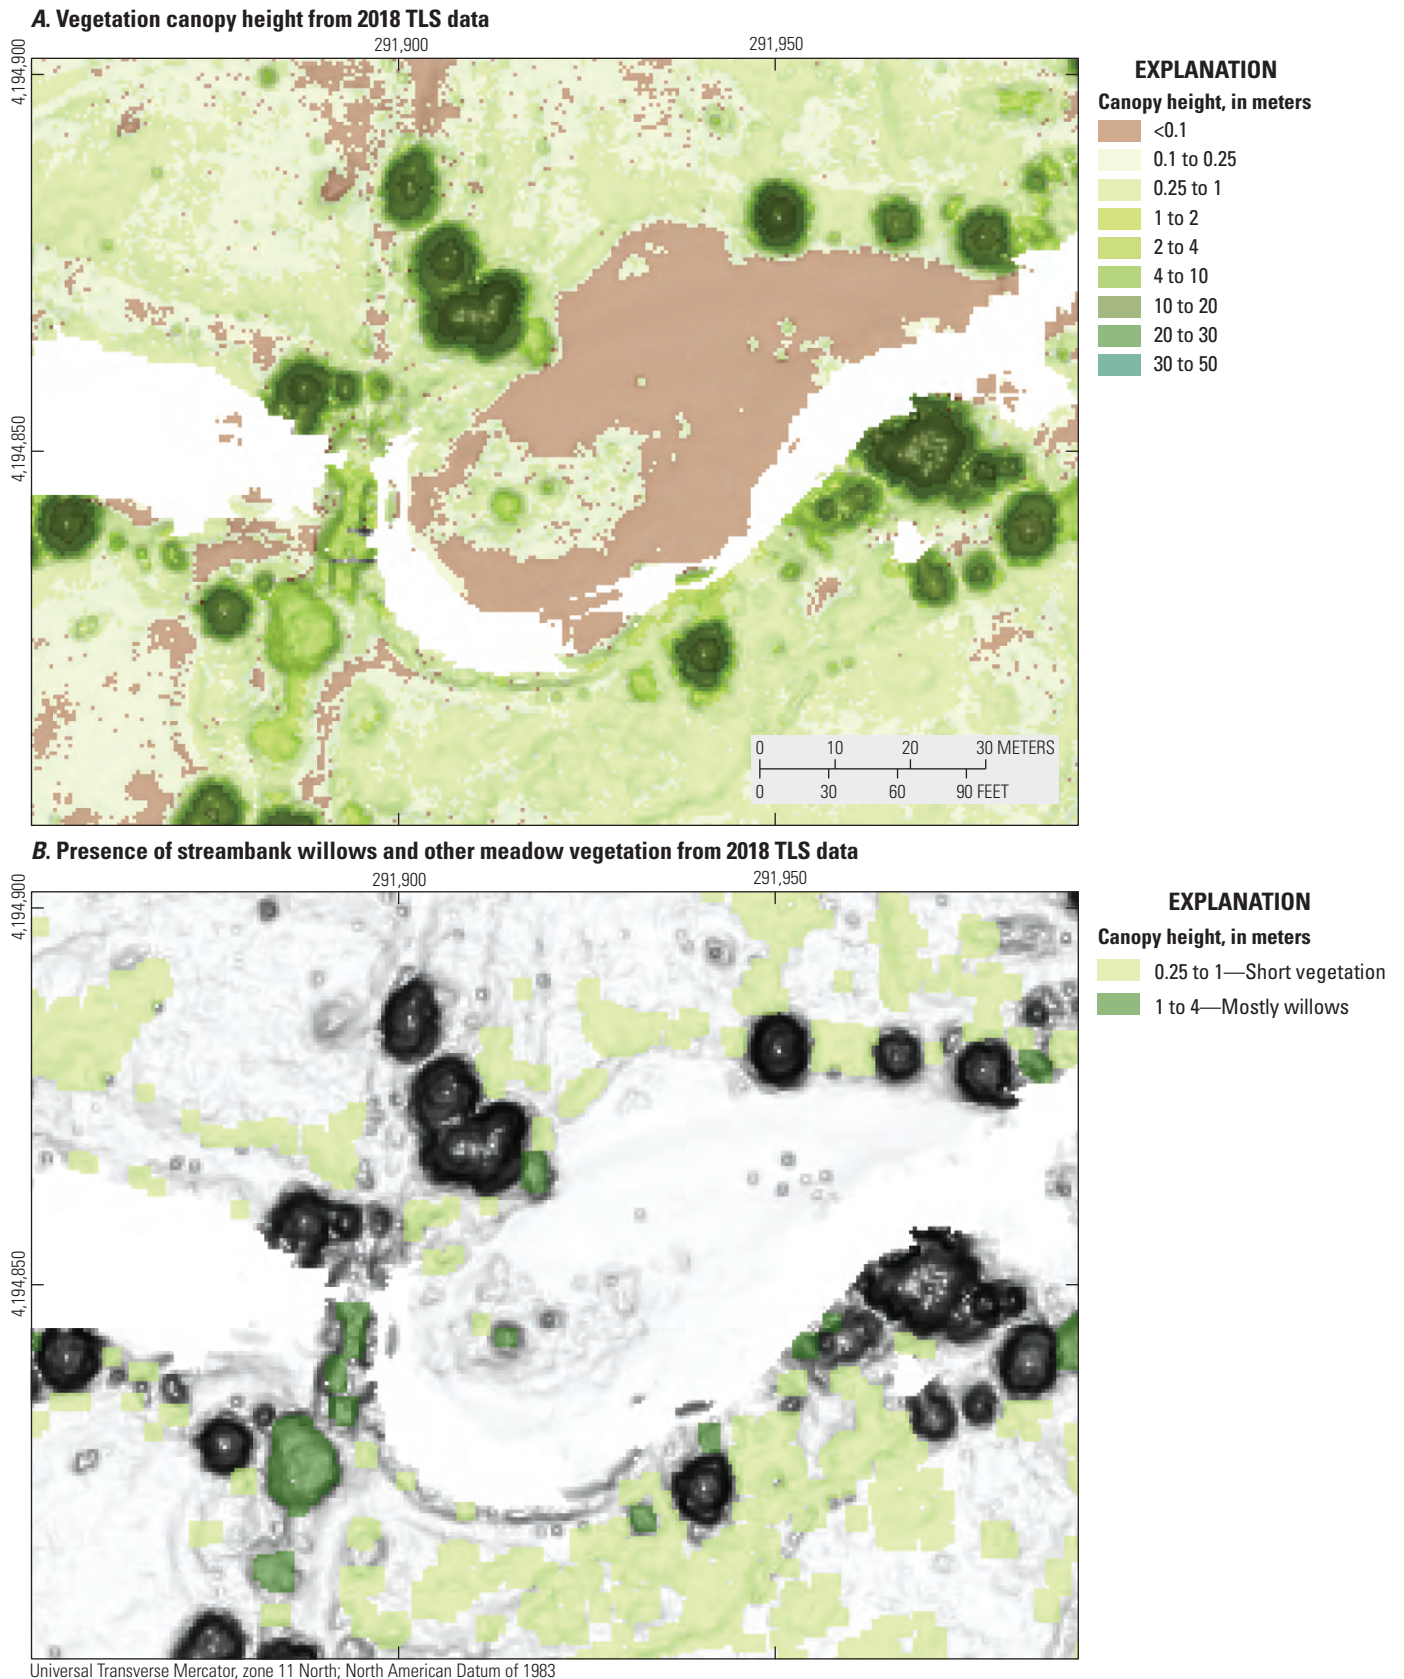 A. Vegetation canopy height from 2018 TLS data
291,900
291,950
4,194,900
4,194,850
EXPLANATION
Canopy height, in meters
<0.1
0.1 to 0.25
0.25 to 1
1 to 2
2 to 4
4 to 10
10 to 20
20 to 30
30 to 50
0 10 20 30 METERS
0 30 60 90 FEET
B. Presence of streambank willows and other meadow vegetation from 2018 TLS data
291,900
291,950
4,194,900
4,194,850
EXPLANATION
Canopy height, in meters
0.25 to 1—Short vegetation
1 to 4—Mostly willows
Universal Transverse Mercator, zone 11 North; North American Datum of 1983